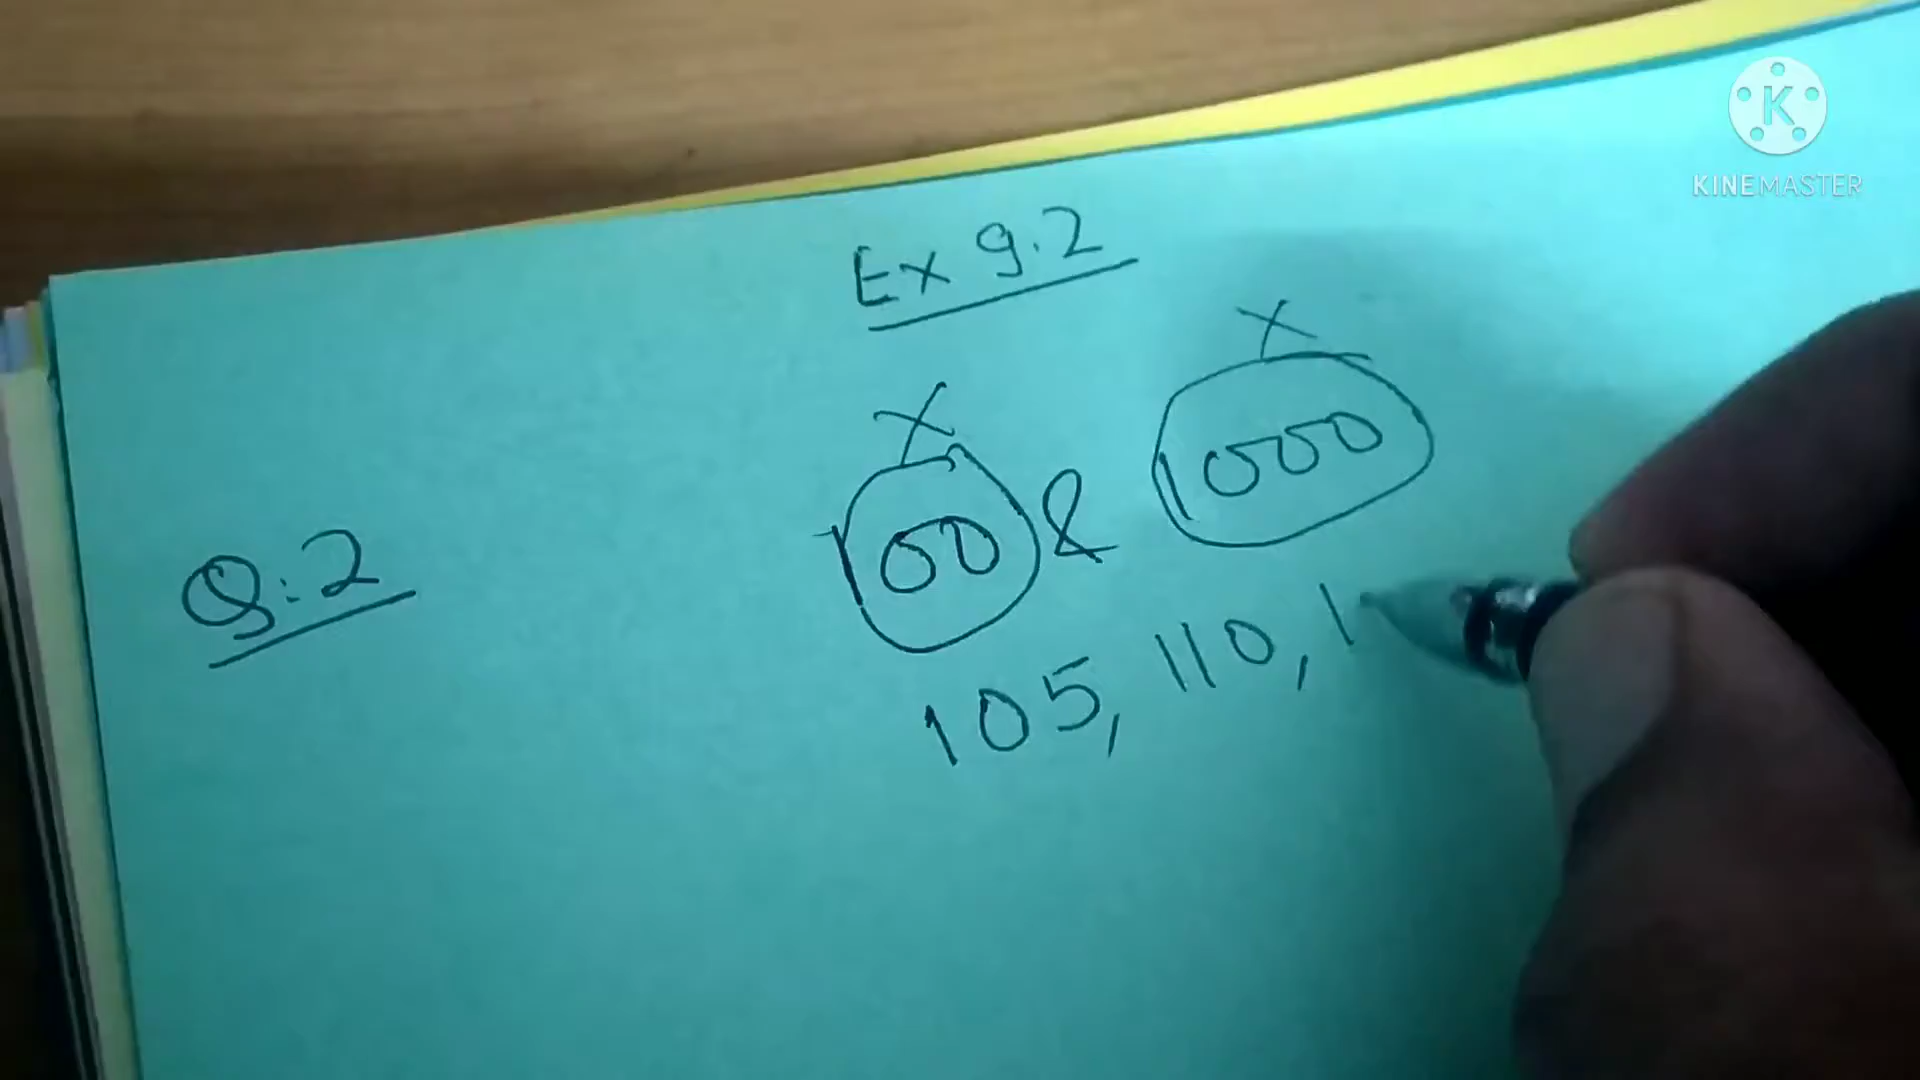 KINEMASTER
Ex 9.2
Q:2
x x
100 & 1000
105, 110, 1